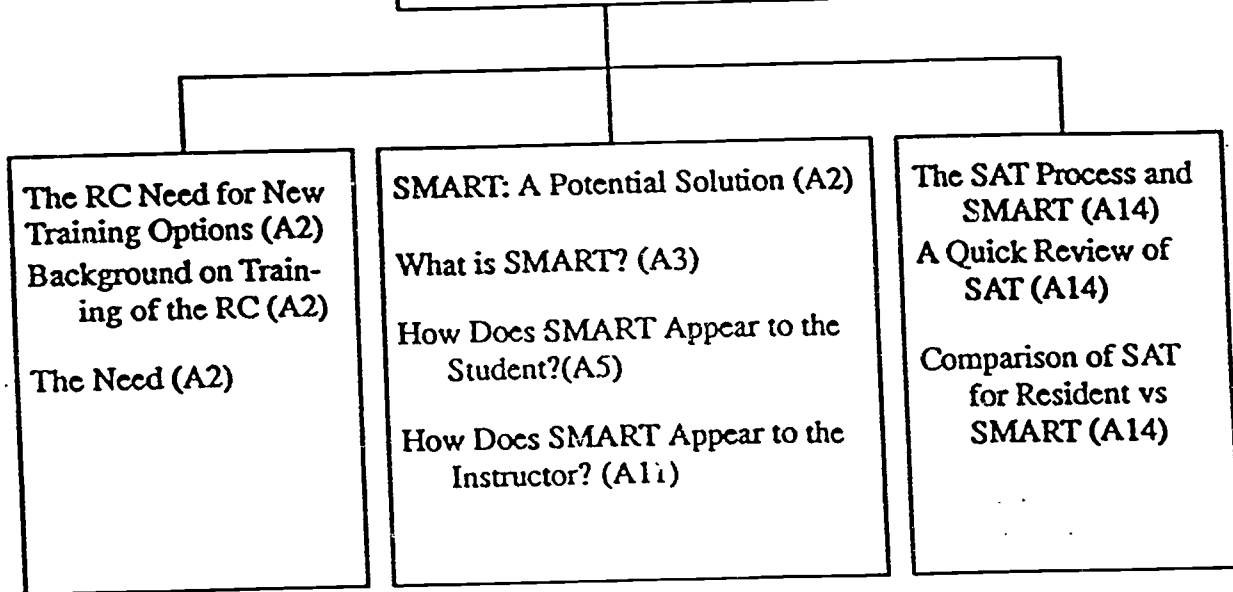 The RC Need for New
Training Options (A2)
Background on Train-
ing of the RC (A2)
The Need (A2)
SMART: A Potential Solution (A2)
What is SMART? (A3)
How Does SMART Appear to the
Student?(A5)
How Does SMART Appear to the
Instructor? (A11)
The SAT Process and
SMART (A14)
A Quick Review of
SAT (A14)
Comparison of SAT
for Resident vs
SMART (A14)